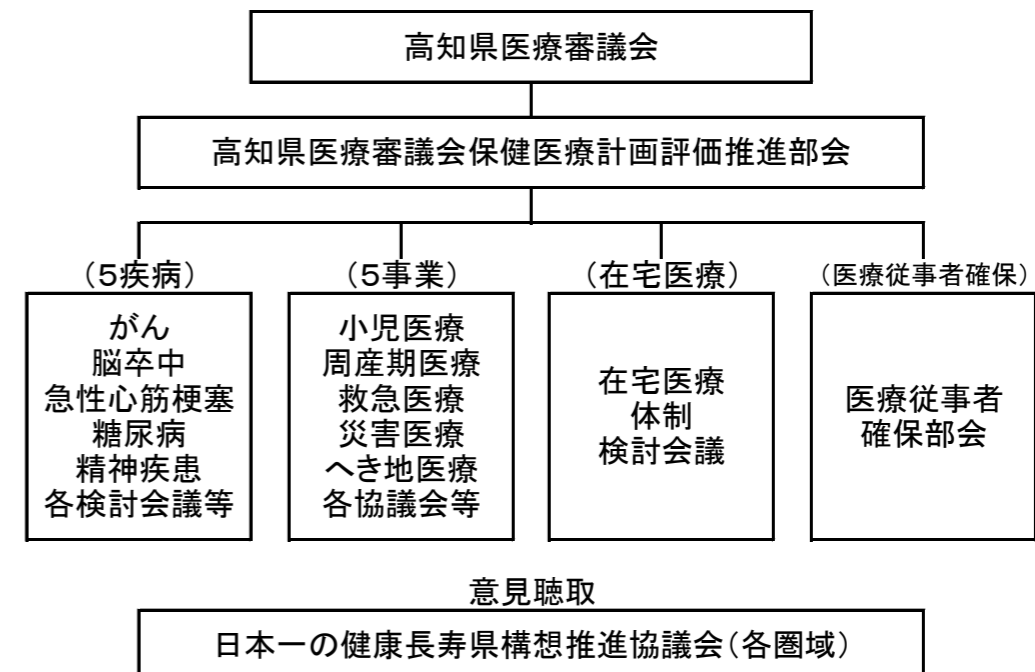 高知県医療審議会
高知県医療審議会保健医療計画評価推進部会
（５疾病）
がん
脳卒中
急性心筋梗塞
糖尿病
精神疾患
各検討会議等
（５事業）
小児医療
周産期医療
救急医療
災害医療
へき地医療
各協議会等
（在宅医療）
在宅医療
体制
検討会議
（医療従事者確保）
医療従事者
確保部会
意見聴取
日本一の健康長寿県構想推進協議会（各圏域）